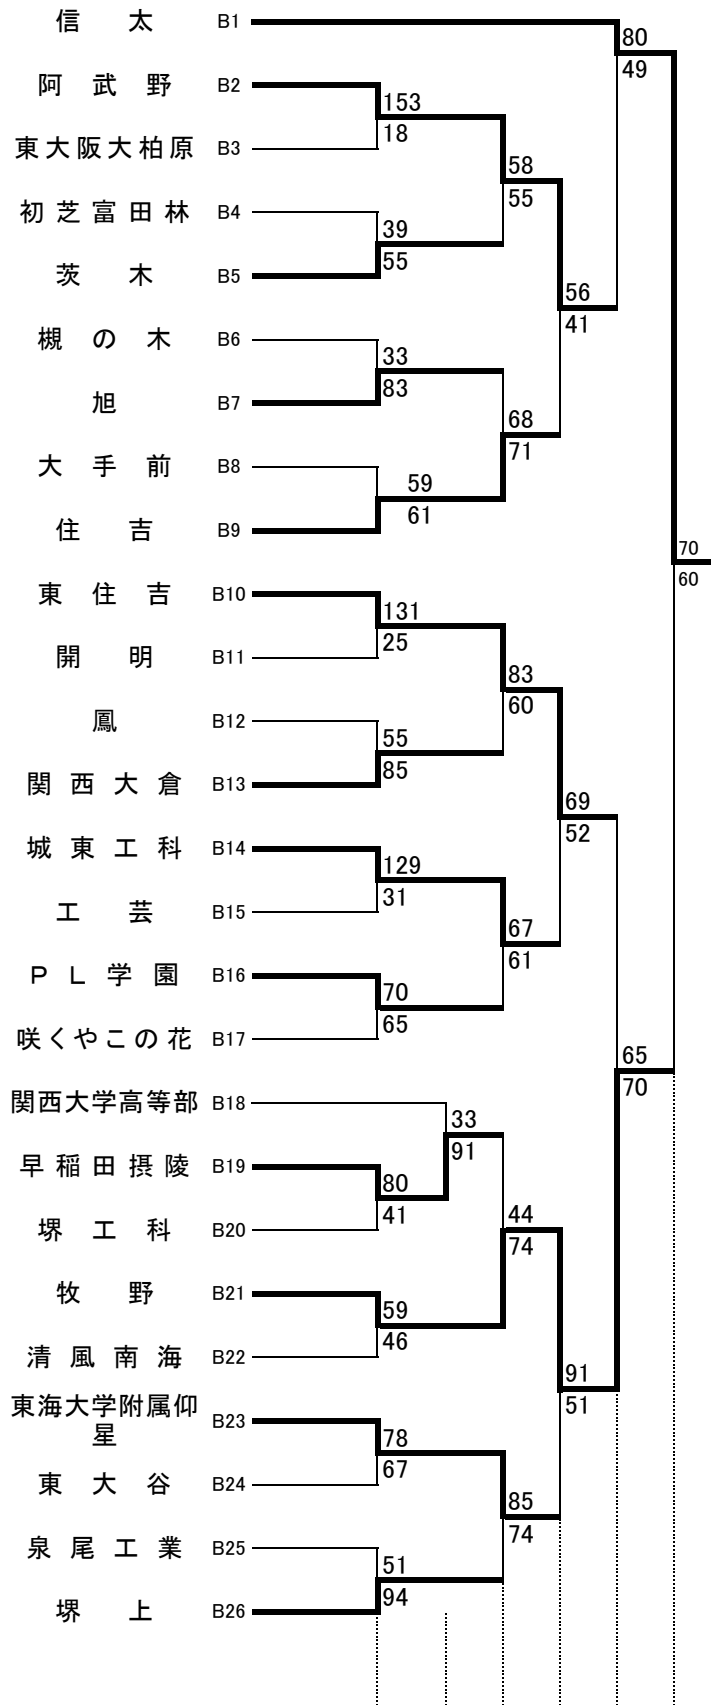 信太 B1
80
49
阿武野 B2
153
18
東大阪大柏原 B3
58
55
初芝富田林 B4
39
55
茨木 B5
56
41
槻の木 B6
33
83
旭 B7
68
71
大手前 B8
59
61
住吉 B9
70
60
東住吉 B10
131
25
開明 B11
83
60
鳳 B12
55
85
関西大倉 B13
69
52
城東工科 B14
129
31
工芸 B15
67
61
PL学園 B16
70
65
咲くやこの花 B17
65
70
関西大学高等部 B18
33
91
早稲田摂陵 B19
80
41
堺工科 B20
44
74
牧野 B21
59
46
清風南海 B22
91
51
東海大学附属仰
星 B23
78
67
東大谷 B24
85
74
泉尾工業 B25
51
94
堺上 B26